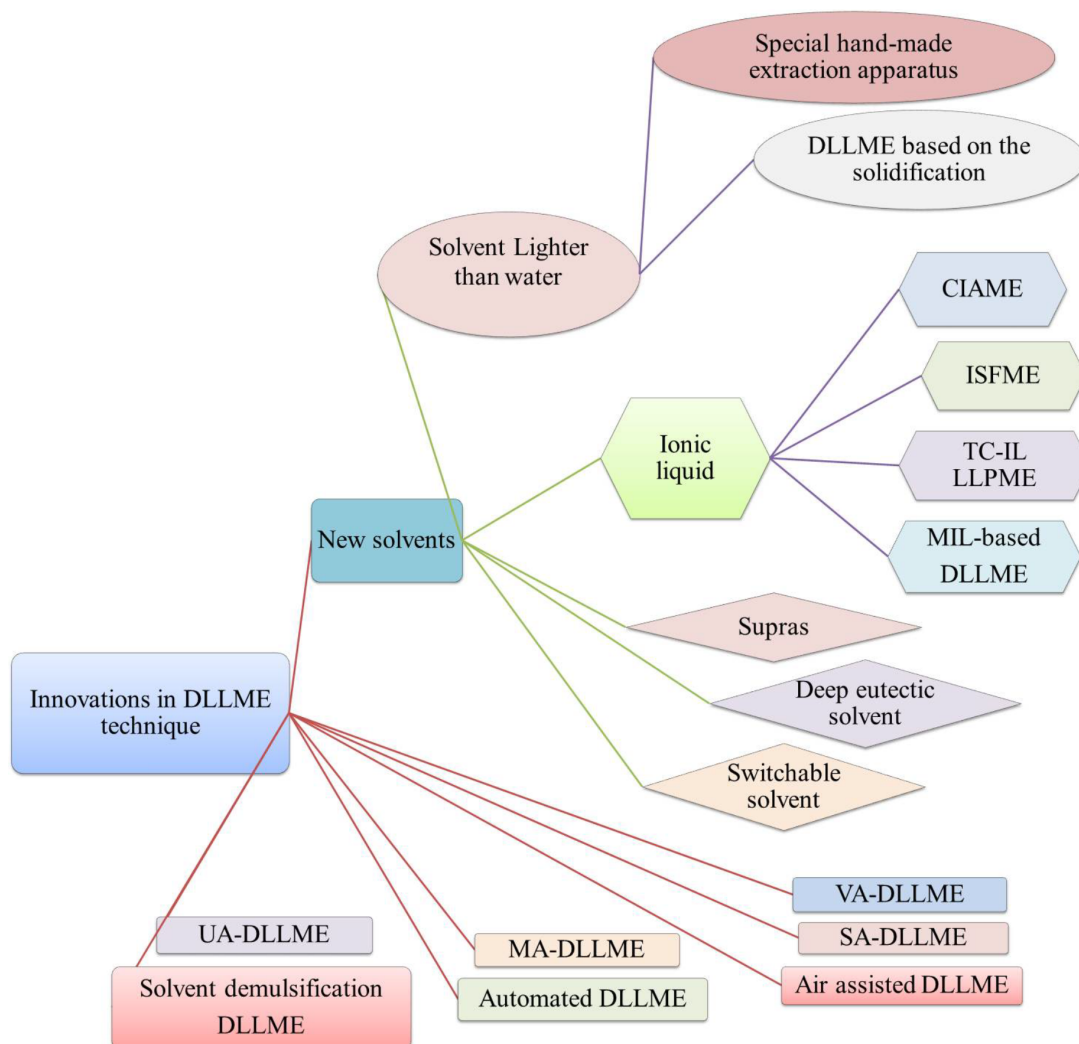 Special hand-made
extraction apparatus
DLLME based on the
solidification
Solvent Lighter
than water
CIAME
ISFME
Ionic
liquid
TC-IL
LLPME
New solvents
MIL-based
DLLME
Supras
Innovations in DLLME
technique
Deep eutectic
solvent
Switchable
solvent
VA-DLLME
UA-DLLME
SA-DLLME
MA-DLLME
Solvent demulsification
DLLME
Automated DLLME
Air assisted DLLME